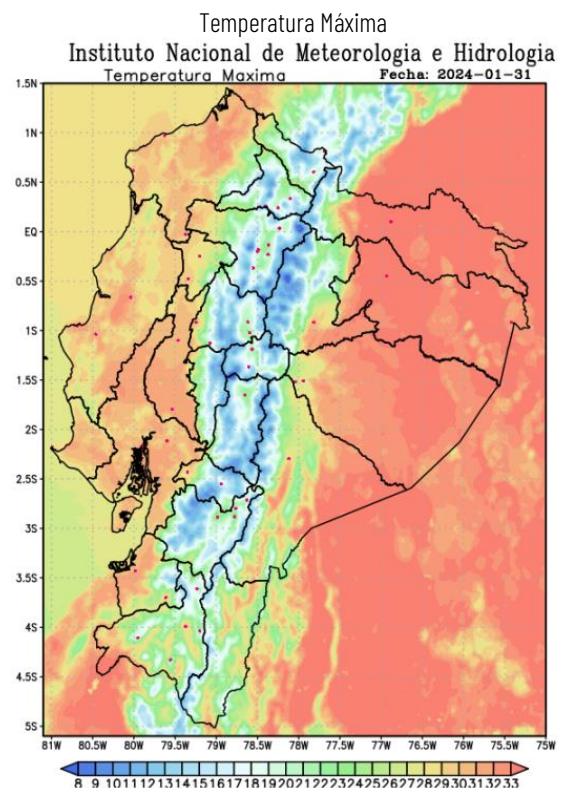 Temperatura Máxima
Instituto Nacional de Meteorologia e Hidrologia
Temperatura Maxima Fecha: 2024-01-31
1.5N
1N
0.5N
EQ
0.5S
1S
1.5S
2S
2.5S
3S
3.5S
4S
4.5S
5S
81W 80.5W 80W 79.5W 79W 78.5W 78W 77.5W 77W 76.5W 76W 75.5W 75W
8 9 10 11 12 13 14 15 16 17 18 19 20 21 22 23 24 25 26 27 28 29 30 31 32 33